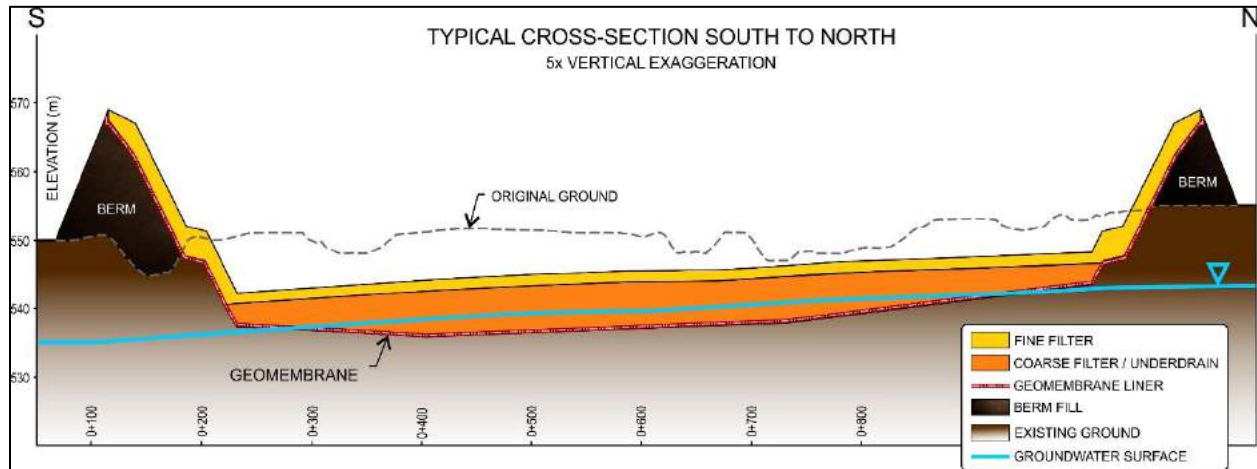 S
N
TYPICAL CROSS-SECTION SOUTH TO NORTH
5x VERTICAL EXAGGERATION
ELEVATION (m)
570
560
550
540
530
BERM
ORIGINAL GROUND
BERM
GEOMEMBRANE
0+100
0+200
0+300
0+400
0+500
0+600
0+700
0+800
FINE FILTER
COARSE FILTER / UNDERDRAIN
GEOMEMBRANE LINER
BERM FILL
EXISTING GROUND
GROUNDWATER SURFACE